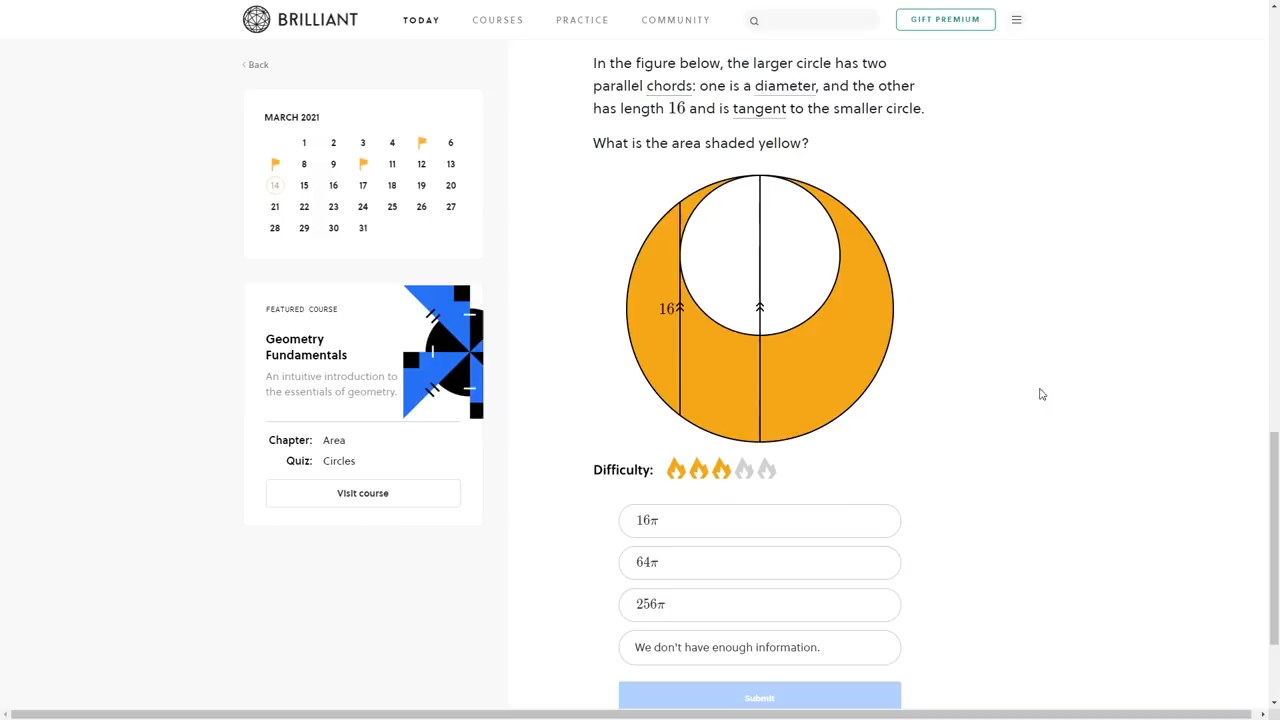 BRILLIANT
TODAY
COURSES
PRACTICE
COMMUNITY
GIFT PREMIUM
‹ Back
MARCH 2021
1 2 3 4 6
8 9 11 12 13
14 15 16 17 18 19 20
21 22 23 24 25 26 27
28 29 30 31
FEATURED COURSE
Geometry
Fundamentals
An intuitive introduction to
the essentials of geometry.
Chapter: Area
Quiz: Circles
Visit course
In the figure below, the larger circle has two
parallel chords: one is a diameter, and the other
has length 16 and is tangent to the smaller circle.
What is the area shaded yellow?
16
Difficulty:
16π
64π
256π
We don't have enough information.
Submit